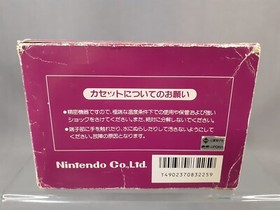 カセットについてのお願い
●精密機器ですので、極端な温度条件下での使用や保管および強い
ショックをさけてください。また、絶対に分解しないでください。
●端子部に手を触れたり、水にぬらしたりして汚さないようにして
ください。故障の原因となります。
Nintendo Co.,Ltd.
T4902370832259